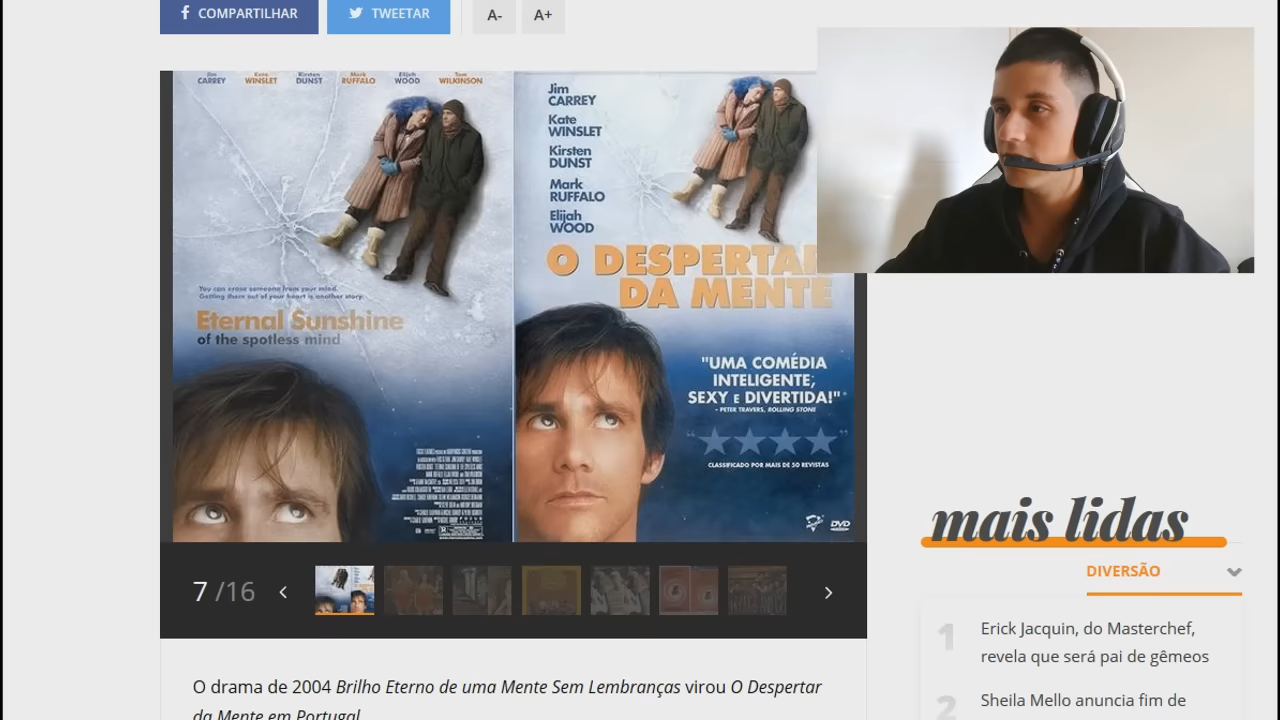 COMPARTILHAR
TWEETAR
A-
A+
Jim CARREY
Kate WINSLET
Kirsten DUNST
Mark RUFFALO
Elijah WOOD
Tom WILKINSON
You can erase someone from your mind.
Getting them out of your heart is another story.
Eternal Sunshine
of the spotless mind
Jim
CARREY
Kate
WINSLET
Kirsten
DUNST
Mark
RUFFALO
Elijah
WOOD
O DESPERTA
DA MENTE
"UMA COMÉDIA
INTELIGENTE,
SEXY E DIVERTIDA!"
- PETER TRAVERS, ROLLING STONE
CLASSIFICADO POR MAIS DE 50 REVISTAS
DVD
7 /16
mais lidas
DIVERSÃO
1
Erick Jacquin, do Masterchef,
revela que será pai de gêmeos
2
Sheila Mello anuncia fim de
O drama de 2004 Brilho Eterno de uma Mente Sem Lembranças virou O Despertar
da Mente em Portugal